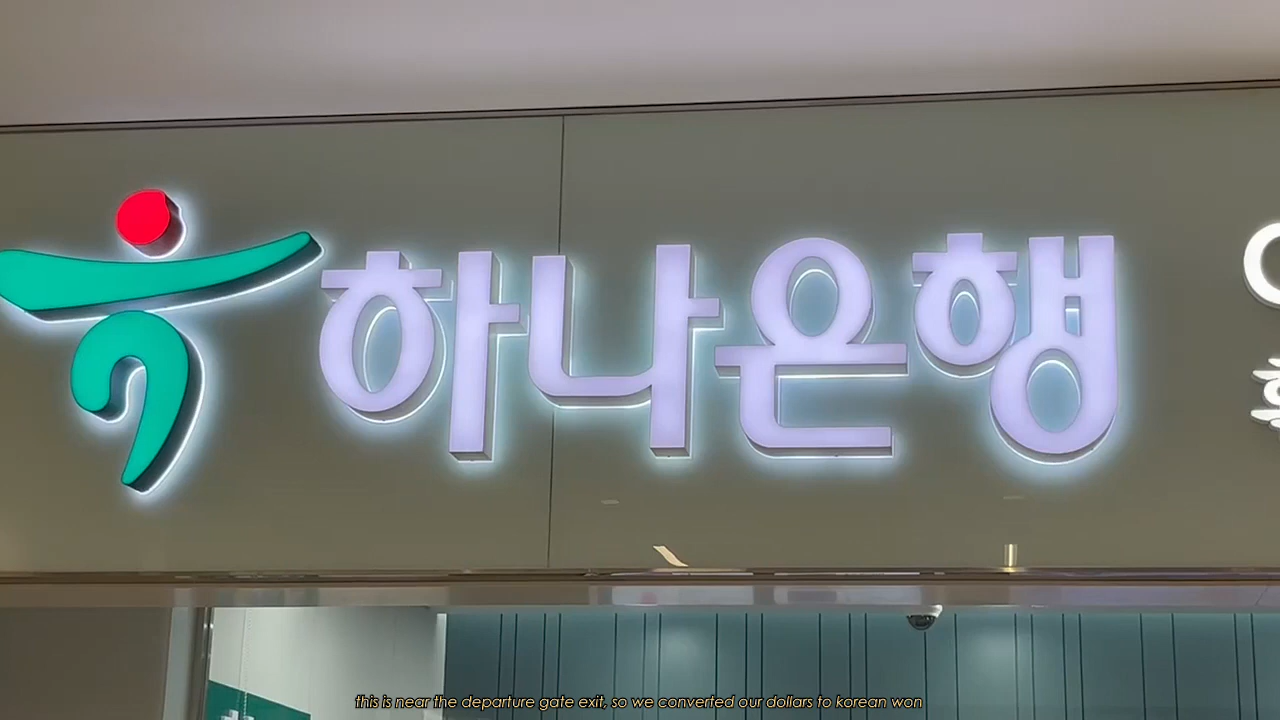 하나은행
this is near the departure gate exit, so we converted our dollars to korean won